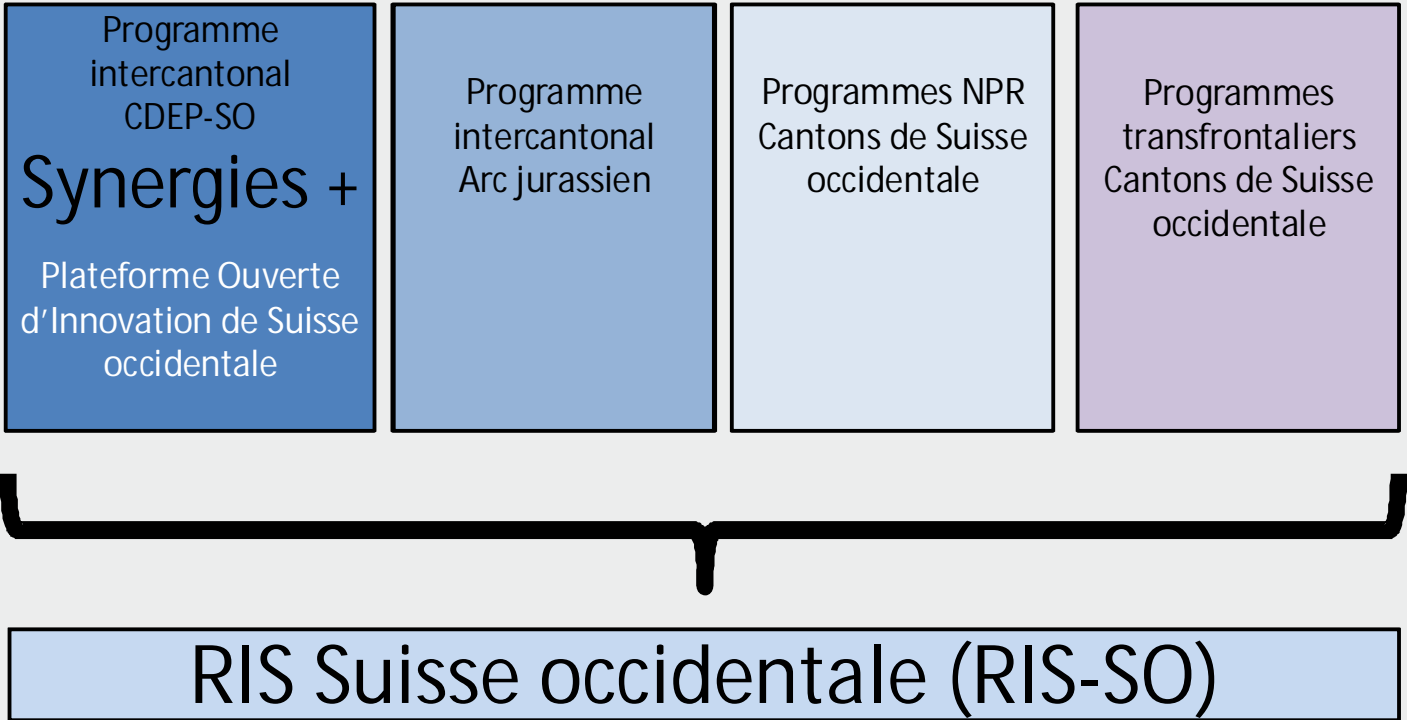 Programme
intercantonal
CDEP-SO
Synergies +
Plateforme Ouverte
d'Innovation de Suisse
occidentale
Programme
intercantonal
Arc jurassien
Programmes NPR
Cantons de Suisse
occidentale
Programmes
transfrontaliers
Cantons de Suisse
occidentale
RIS Suisse occidentale (RIS-SO)